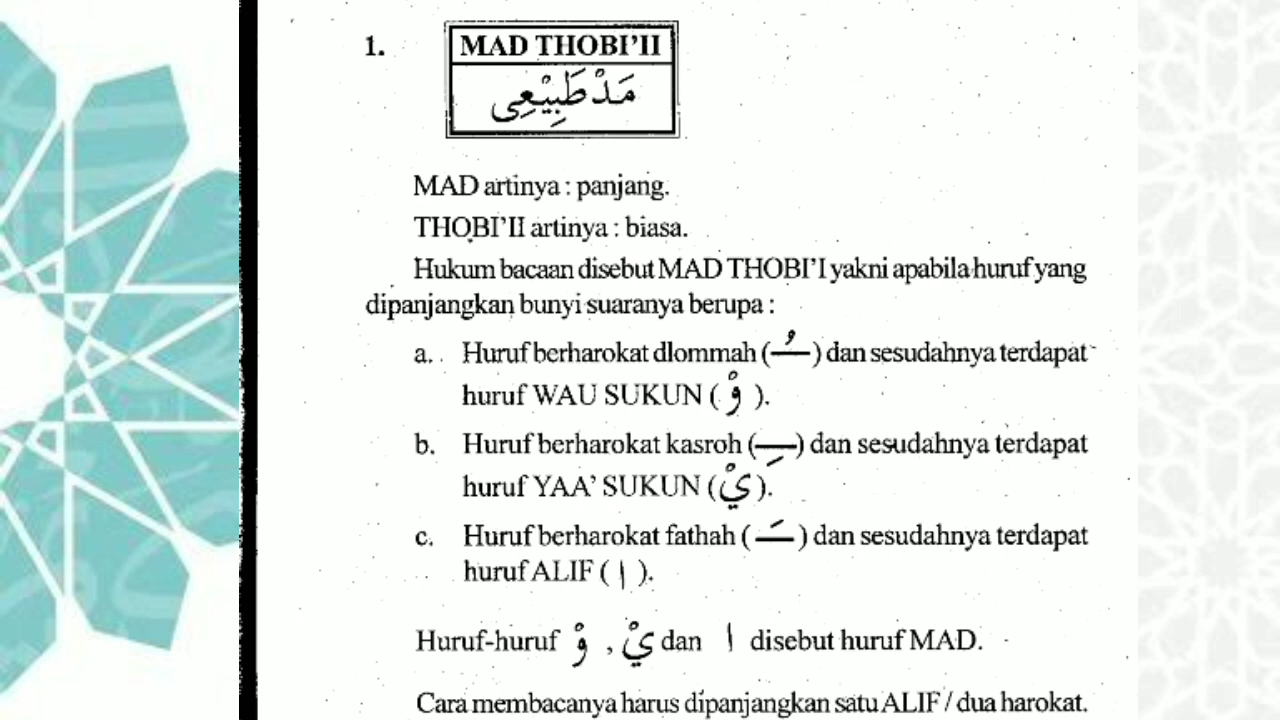 1. MAD THOBI'II
مَدْ طَبِيْعِى
MAD artinya : panjang.
THOBI'II artinya : biasa.
Hukum bacaan disebut MAD THOBI'I yakni apabila huruf yang
dipanjangkan bunyi suaranya berupa :
a. Huruf berharokat dlommah (ـُ) dan sesudahnya terdapat
huruf WAU SUKUN ( وْ ).
b. Huruf berharokat kasroh (ـِ) dan sesudahnya terdapat
huruf YAA' SUKUN (يْ).
c. Huruf berharokat fathah (ـَ) dan sesudahnya terdapat
huruf ALIF ( ا ).
Huruf-huruf وْ , يْ dan ا disebut huruf MAD.
Cara membacanya harus dipanjangkan satu ALIF / dua harokat.